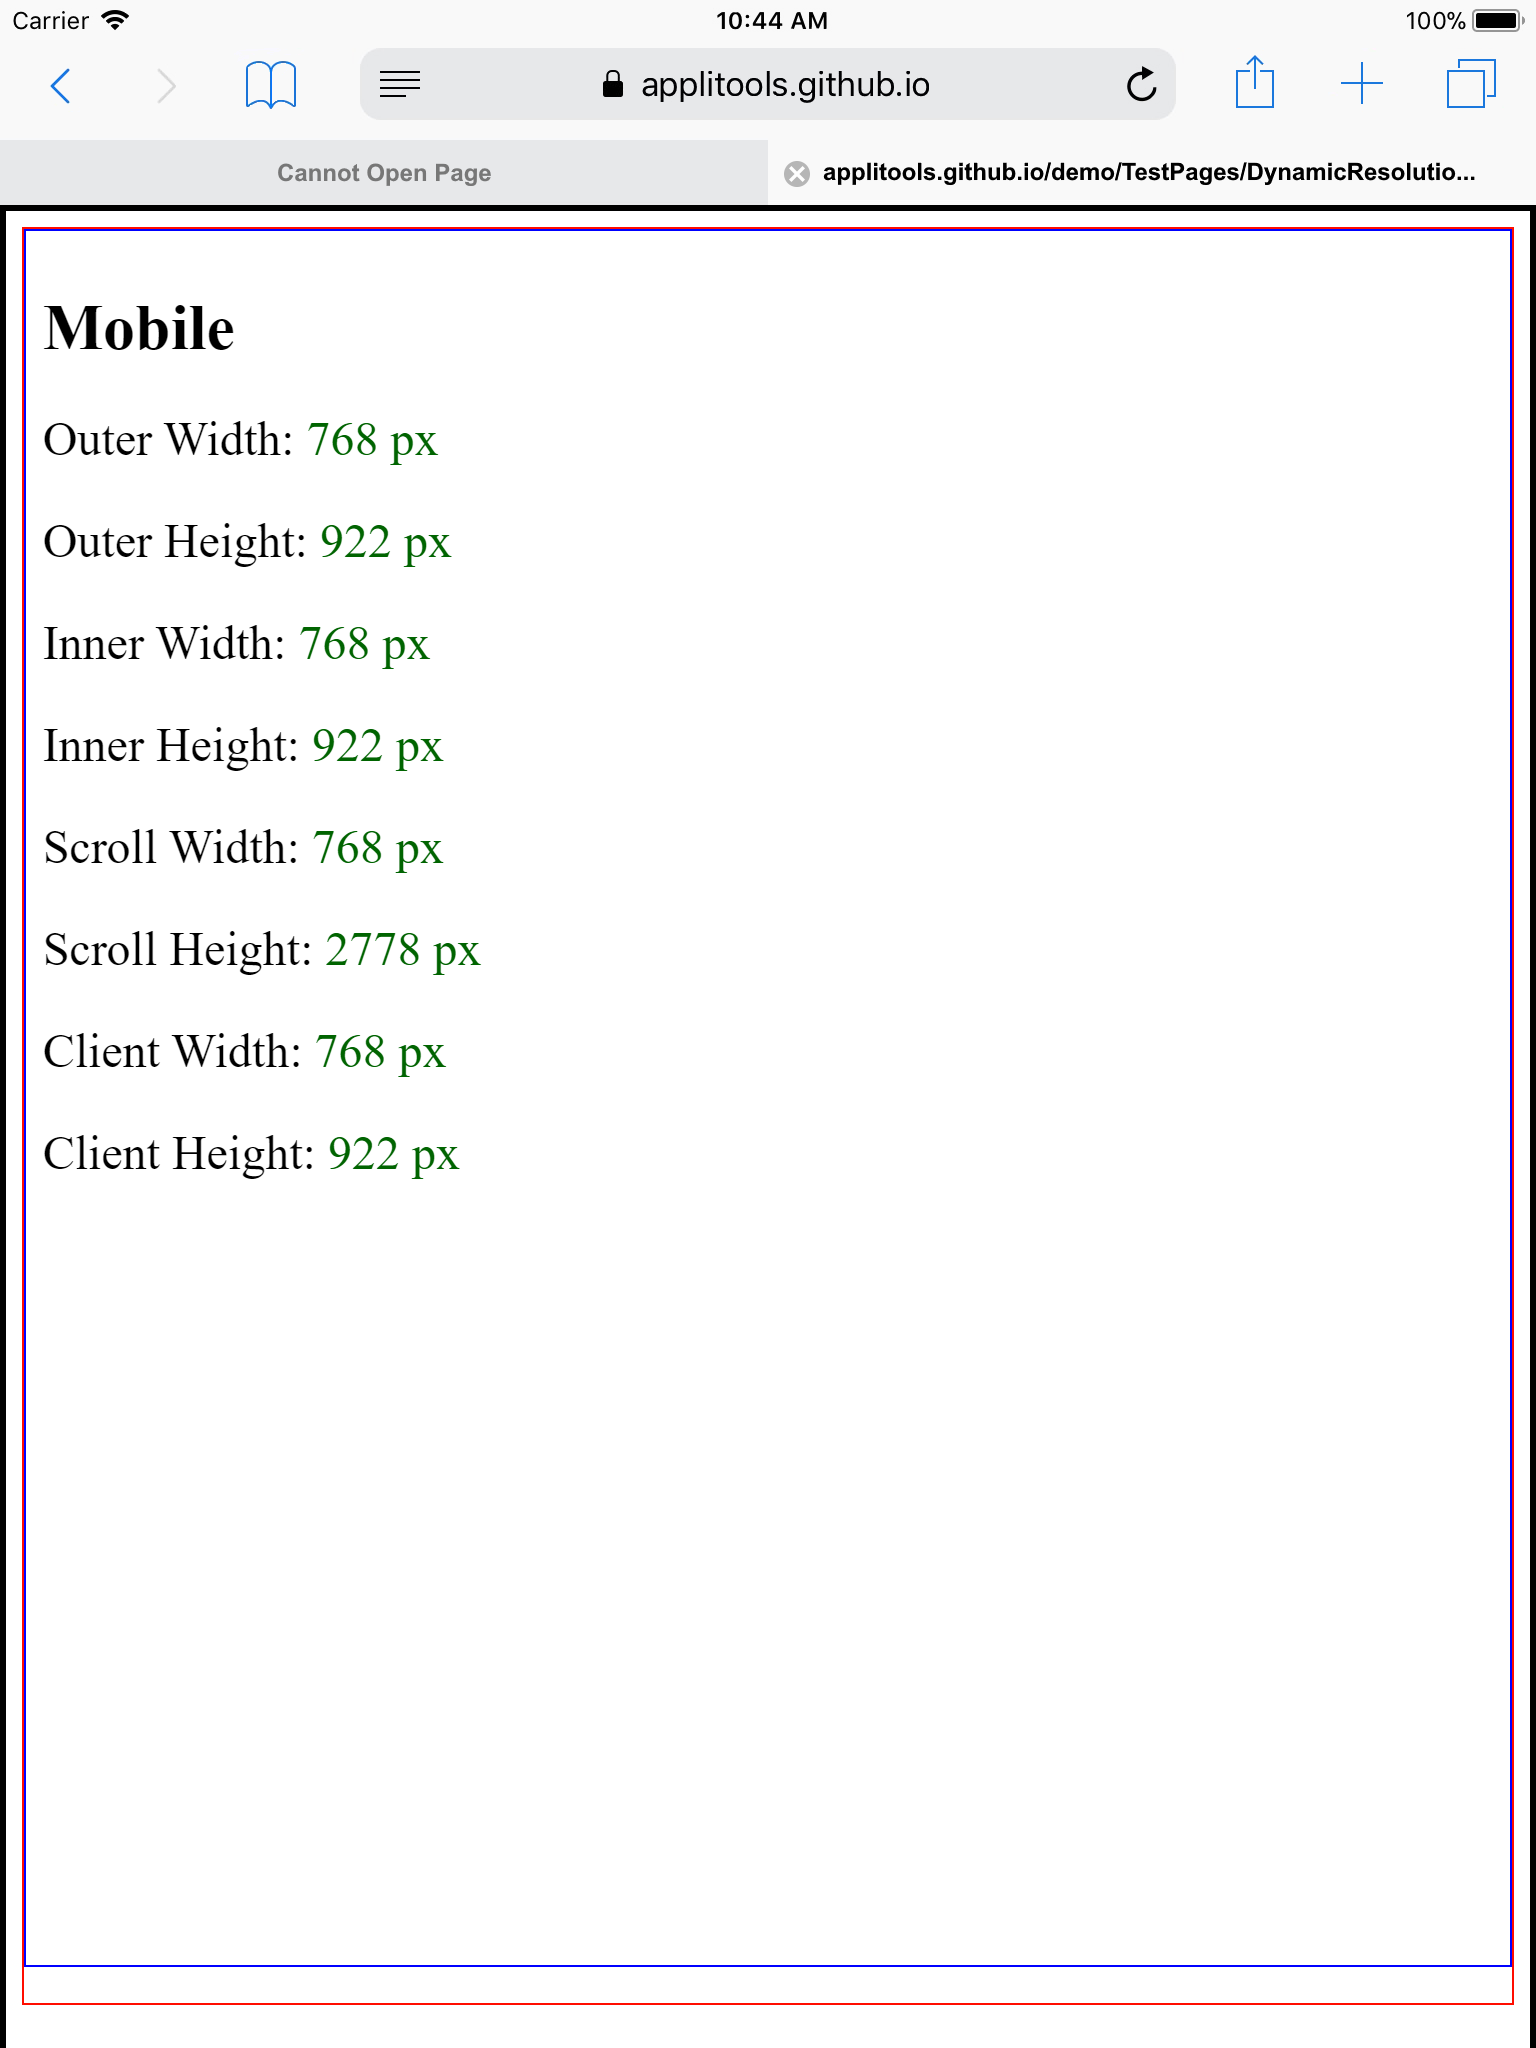 Carrier 10:44 AM 100%
applitools.github.io
Cannot Open Page applitools.github.io/demo/TestPages/DynamicResolutio...
Mobile
Outer Width: 768 px
Outer Height: 922 px
Inner Width: 768 px
Inner Height: 922 px
Scroll Width: 768 px
Scroll Height: 2778 px
Client Width: 768 px
Client Height: 922 px